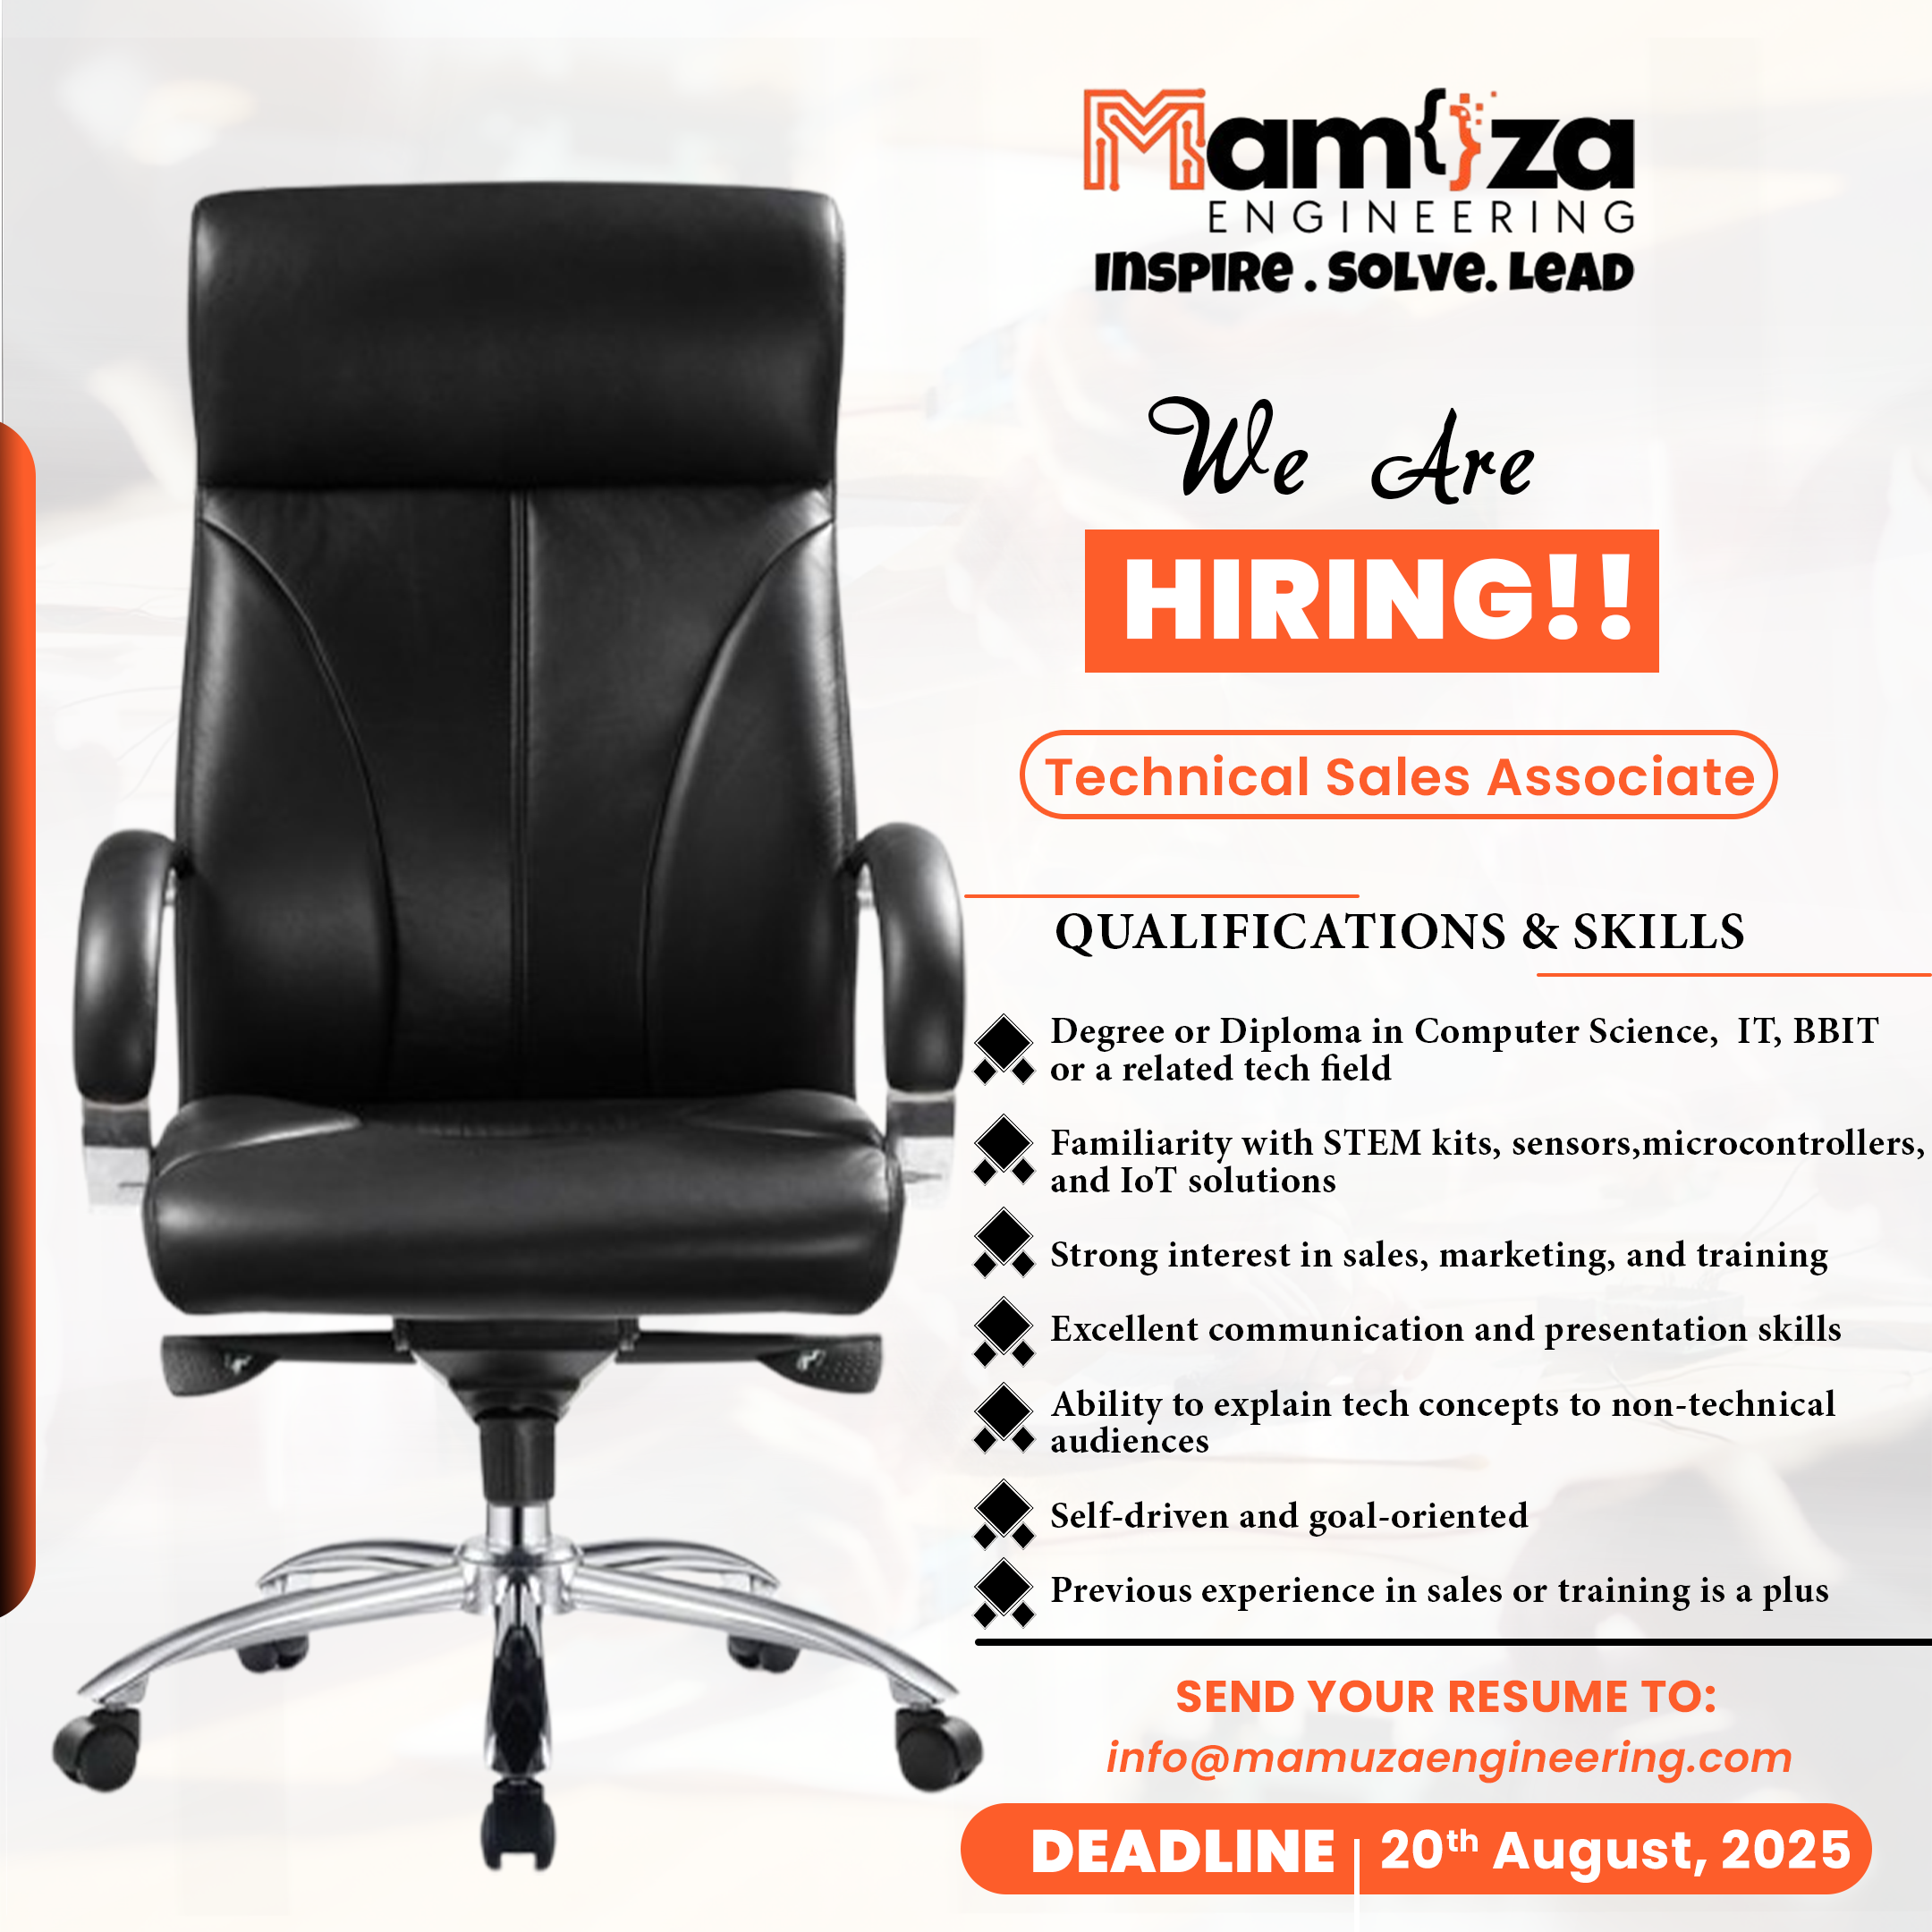 Mam{}za
ENGINEERING
INSPIRE . SOLVE. LEAD
We Are
HIRING!!
Technical Sales Associate
QUALIFICATIONS & SKILLS
Degree or Diploma in Computer Science,  IT, BBIT
or a related tech field
Familiarity with STEM kits, sensors,microcontrollers,
and IoT solutions
Strong interest in sales, marketing, and training
Excellent communication and presentation skills
Ability to explain tech concepts to non-technical
audiences
Self-driven and goal-oriented
Previous experience in sales or training is a plus
SEND YOUR RESUME TO:
info@mamuzaengineering.com
DEADLINE | 20th August, 2025